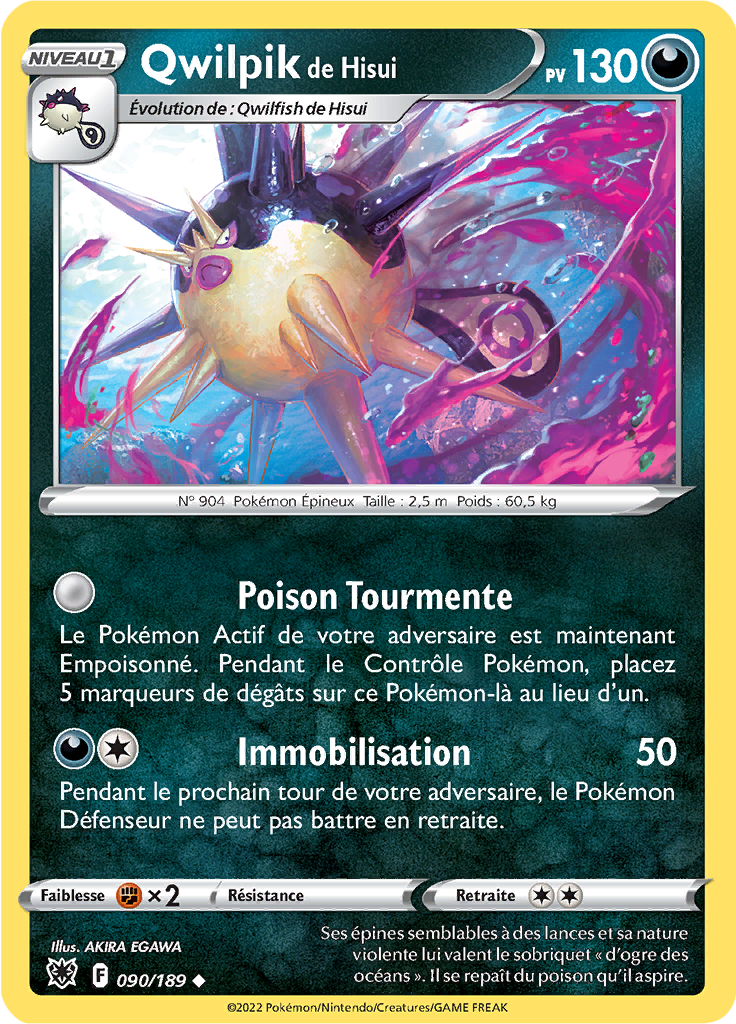 NIVEAU 1
Qwilpik de Hisui
PV 130
Évolution de : Qwilfish de Hisui
N° 904 Pokémon Épineux Taille : 2,5 m Poids : 60,5 kg
Poison Tourmente
Le Pokémon Actif de votre adversaire est maintenant
Empoisonné. Pendant le Contrôle Pokémon, placez
5 marqueurs de dégâts sur ce Pokémon-là au lieu d’un.
Immobilisation 50
Pendant le prochain tour de votre adversaire, le Pokémon
Défenseur ne peut pas battre en retraite.
Faiblesse ×2 Résistance Retraite
Illus. AKIRA EGAWA
F 090/189
Ses épines semblables à des lances et sa nature
violente lui valent le sobriquet « d’ogre des
océans ». Il se repaît du poison qu’il aspire.
©2022 Pokémon/Nintendo/Creatures/GAME FREAK